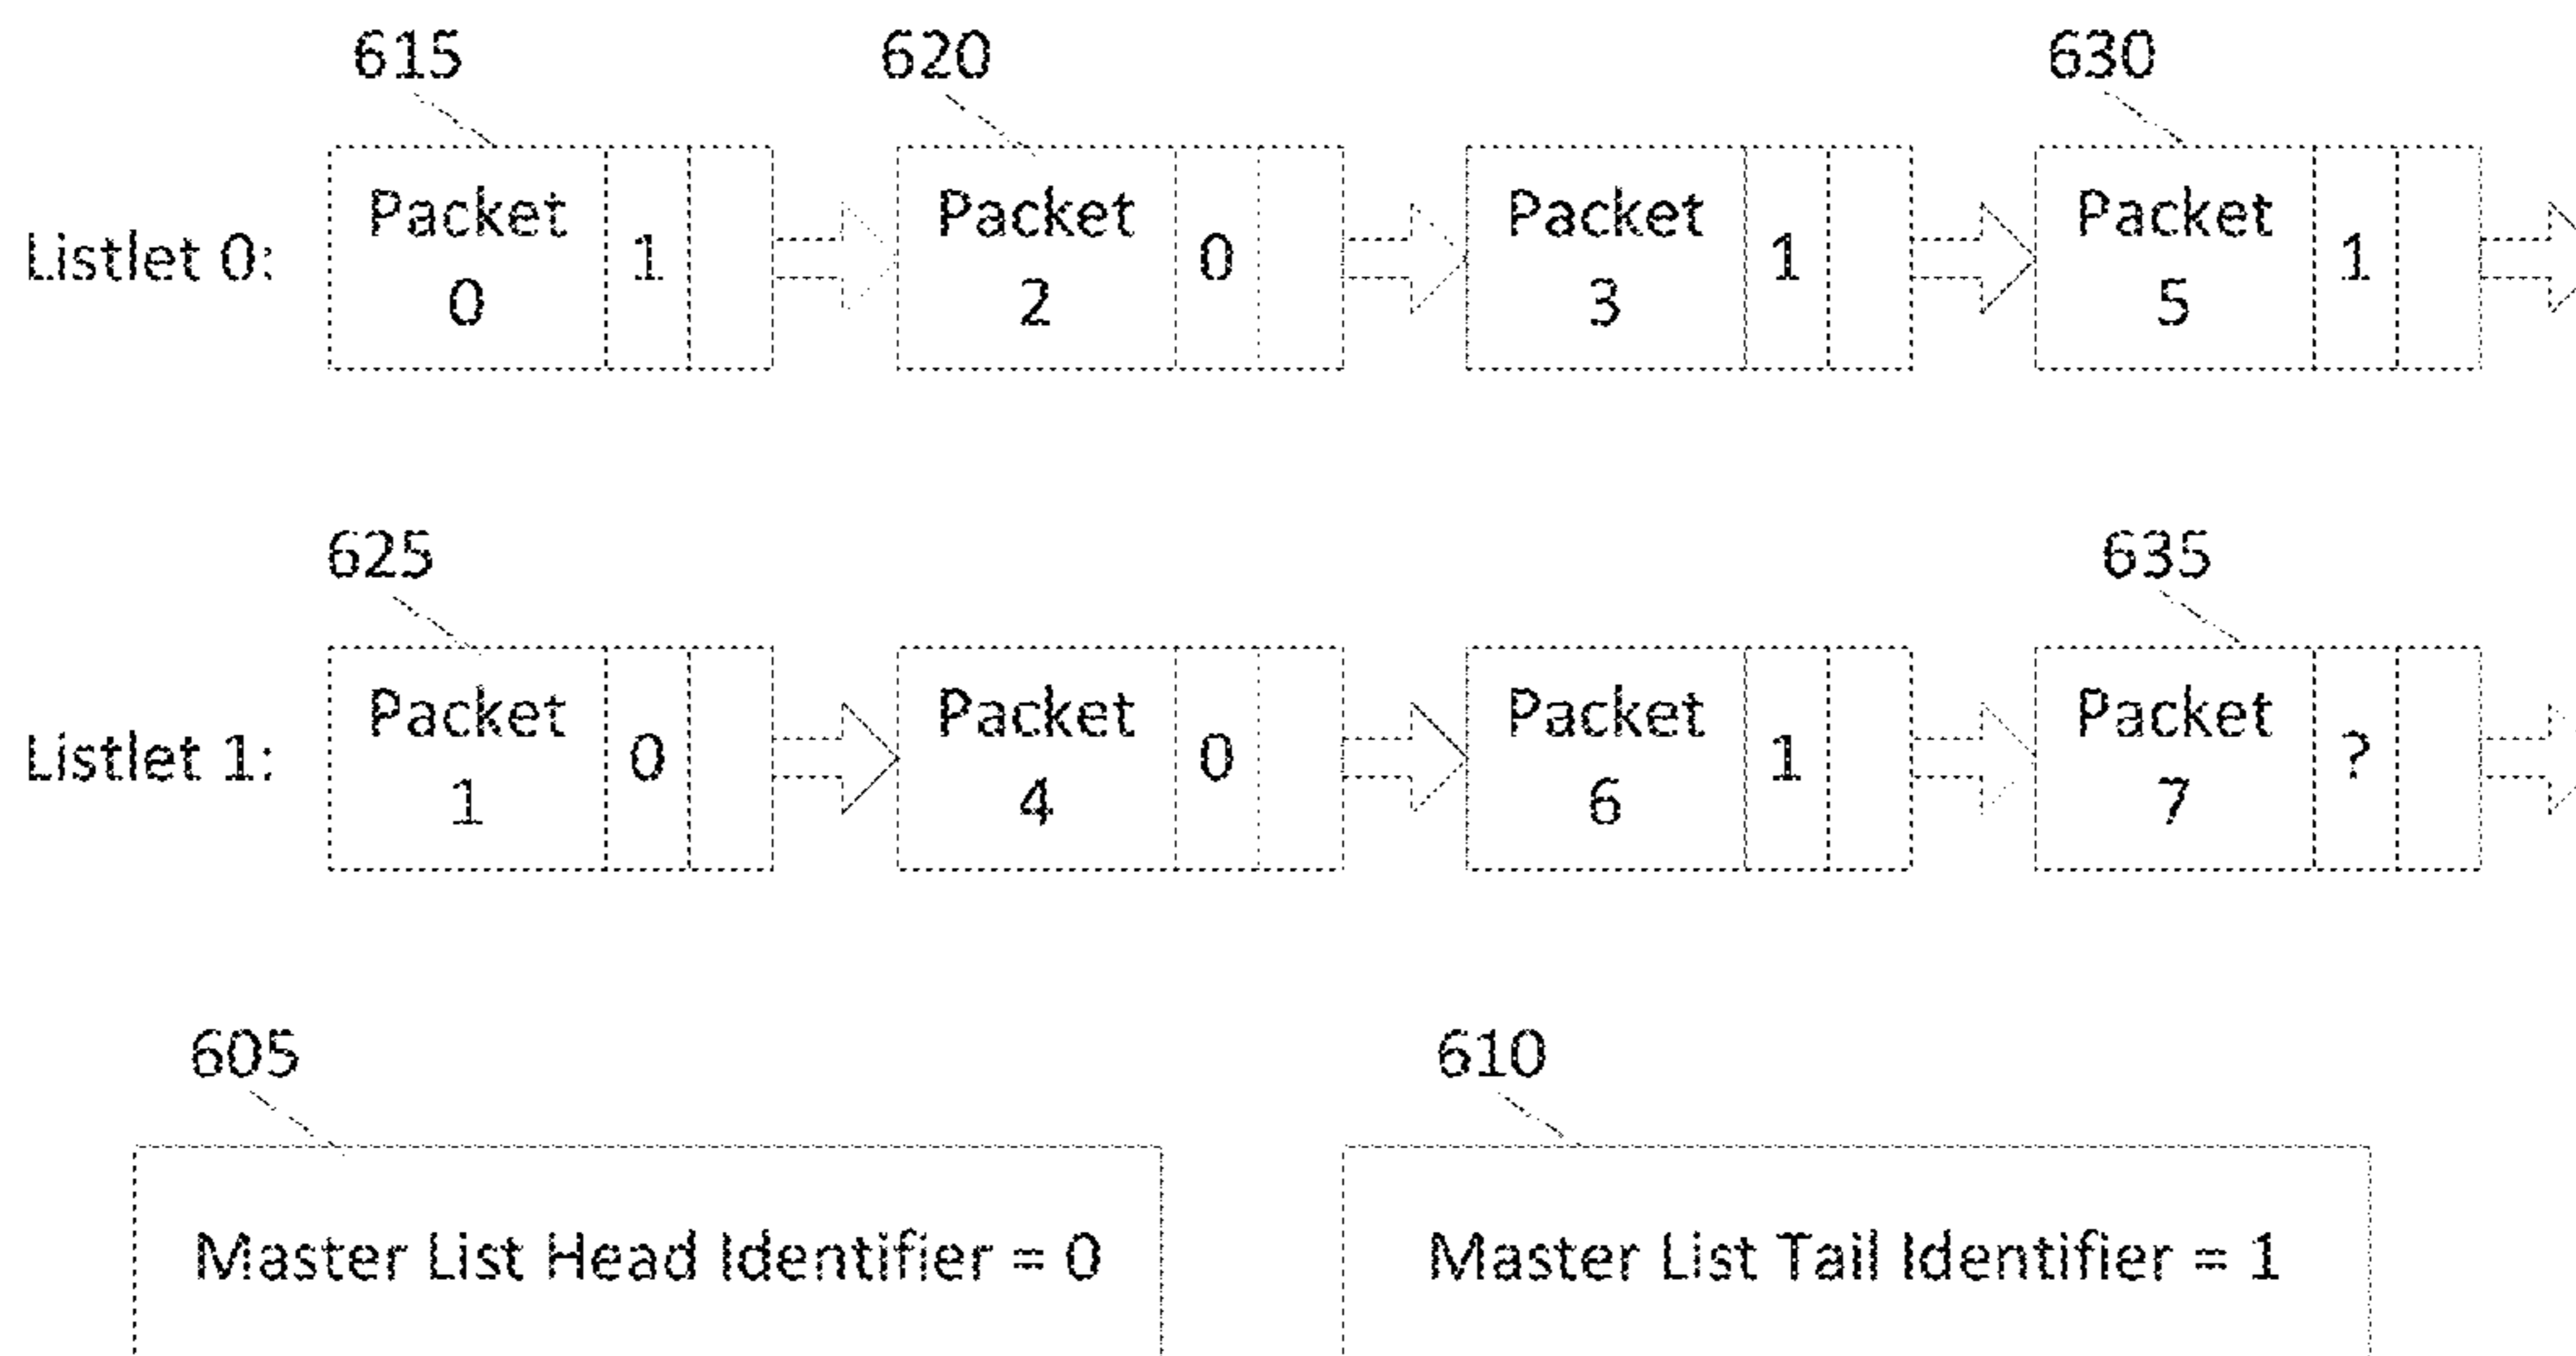 615 620 630
Listlet 0:
Packet 0 1
Packet 2 0
Packet 3 1
Packet 5 1
625 635
Listlet 1:
Packet 1 0
Packet 4 0
Packet 6 1
Packet 7 ?
605 610
Master List Head Identifier = 0
Master List Tail Identifier = 1